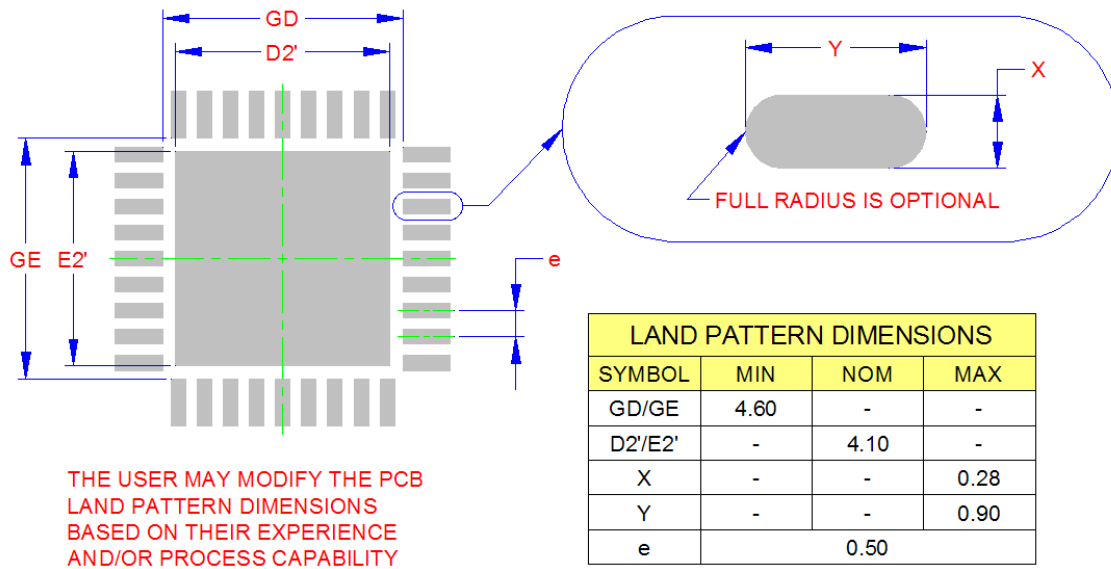 GD
D2'
GE
E2'
e
Y
X
FULL RADIUS IS OPTIONAL
THE USER MAY MODIFY THE PCB
LAND PATTERN DIMENSIONS
BASED ON THEIR EXPERIENCE
AND/OR PROCESS CAPABILITY
LAND PATTERN DIMENSIONS
SYMBOL MIN NOM MAX
GD/GE 4.60 - -
D2'/E2' - 4.10 -
X - - 0.28
Y - - 0.90
e 0.50